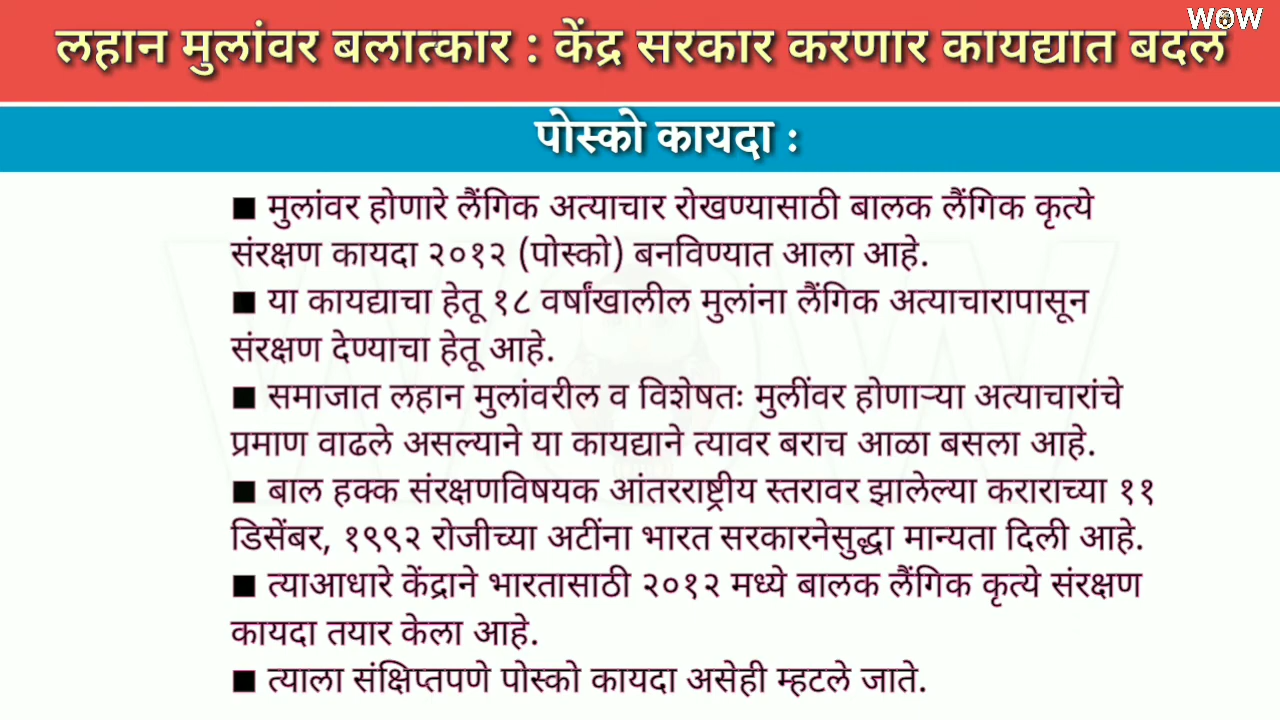 WOW
लहान मुलांवर बलात्कार : केंद्र सरकार करणार कायद्यात बदल
पोस्को कायदा :
■ मुलांवर होणारे लैंगिक अत्याचार रोखण्यासाठी बालक लैंगिक कृत्ये
संरक्षण कायदा २०१२ (पोस्को) बनविण्यात आला आहे.
■ या कायद्याचा हेतू १८ वर्षांखालील मुलांना लैंगिक अत्याचारापासून
संरक्षण देण्याचा हेतू आहे.
■ समाजात लहान मुलांवरील व विशेषतः मुलींवर होणाऱ्या अत्याचारांचे
प्रमाण वाढले असल्याने या कायद्याने त्यावर बराच आळा बसला आहे.
■ बाल हक्क संरक्षणविषयक आंतरराष्ट्रीय स्तरावर झालेल्या कराराच्या ११
डिसेंबर, १९९२ रोजीच्या अटींना भारत सरकारनेसुद्धा मान्यता दिली आहे.
■ त्याआधारे केंद्राने भारतासाठी २०१२ मध्ये बालक लैंगिक कृत्ये संरक्षण
कायदा तयार केला आहे.
■ त्याला संक्षिप्तपणे पोस्को कायदा असेही म्हटले जाते.